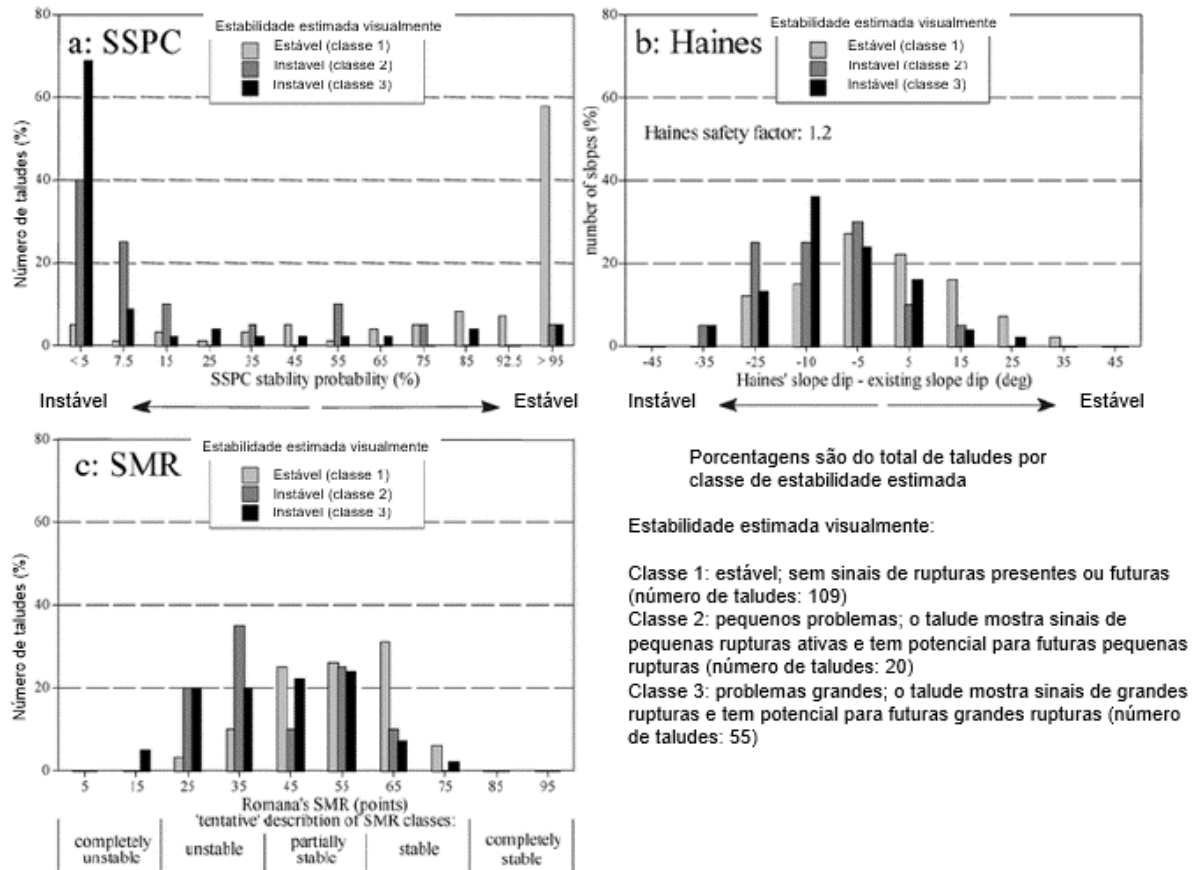 a: SSPC
Estabilidade estimada visualmente
Estável (classe 1)
Instável (classe 2)
Instável (classe 3)
Número de taludes (%)
80
60
40
20
0
< 5 7.5 15 25 35 45 55 65 75 85 92.5 > 95
SSPC stability probability (%)
Instável Estável
b: Haines
Estabilidade estimada visualmente
Estável (classe 1)
Instável (classe 2)
Instável (classe 3)
Haines safety factor: 1.2
number of slopes (%)
80
60
40
20
0
-45 -35 -25 -10 -5 5 15 25 35 45
Haines' slope dip - existing slope dip (deg)
Instável Estável
c: SMR
Estabilidade estimada visualmente
Estável (classe 1)
Instável (classe 2)
Instável (classe 3)
Número de taludes (%)
80
60
40
20
0
5 15 25 35 45 55 65 75 85 95
Romana's SMR (points)
'tentative' describtion of SMR classes:
completely unstable partially stable completely
unstable stable stable
Porcentagens são do total de taludes por
classe de estabilidade estimada
Estabilidade estimada visualmente:
Classe 1: estável; sem sinais de rupturas presentes ou futuras
(número de taludes: 109)
Classe 2: pequenos problemas; o talude mostra sinais de
pequenas rupturas ativas e tem potencial para futuras pequenas
rupturas (número de taludes: 20)
Classe 3: problemas grandes; o talude mostra sinais de grandes
rupturas e tem potencial para futuras grandes rupturas (número
de taludes: 55)